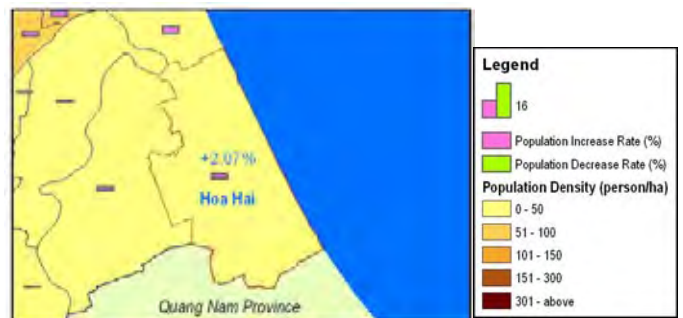 +2.07%
Hoa Hai
Quang Nam Province
Legend
16
Population Increase Rate (%)
Population Decrease Rate (%)
Population Density (person/ha)
0 - 50
51 - 100
101 - 150
151 - 300
301 - above